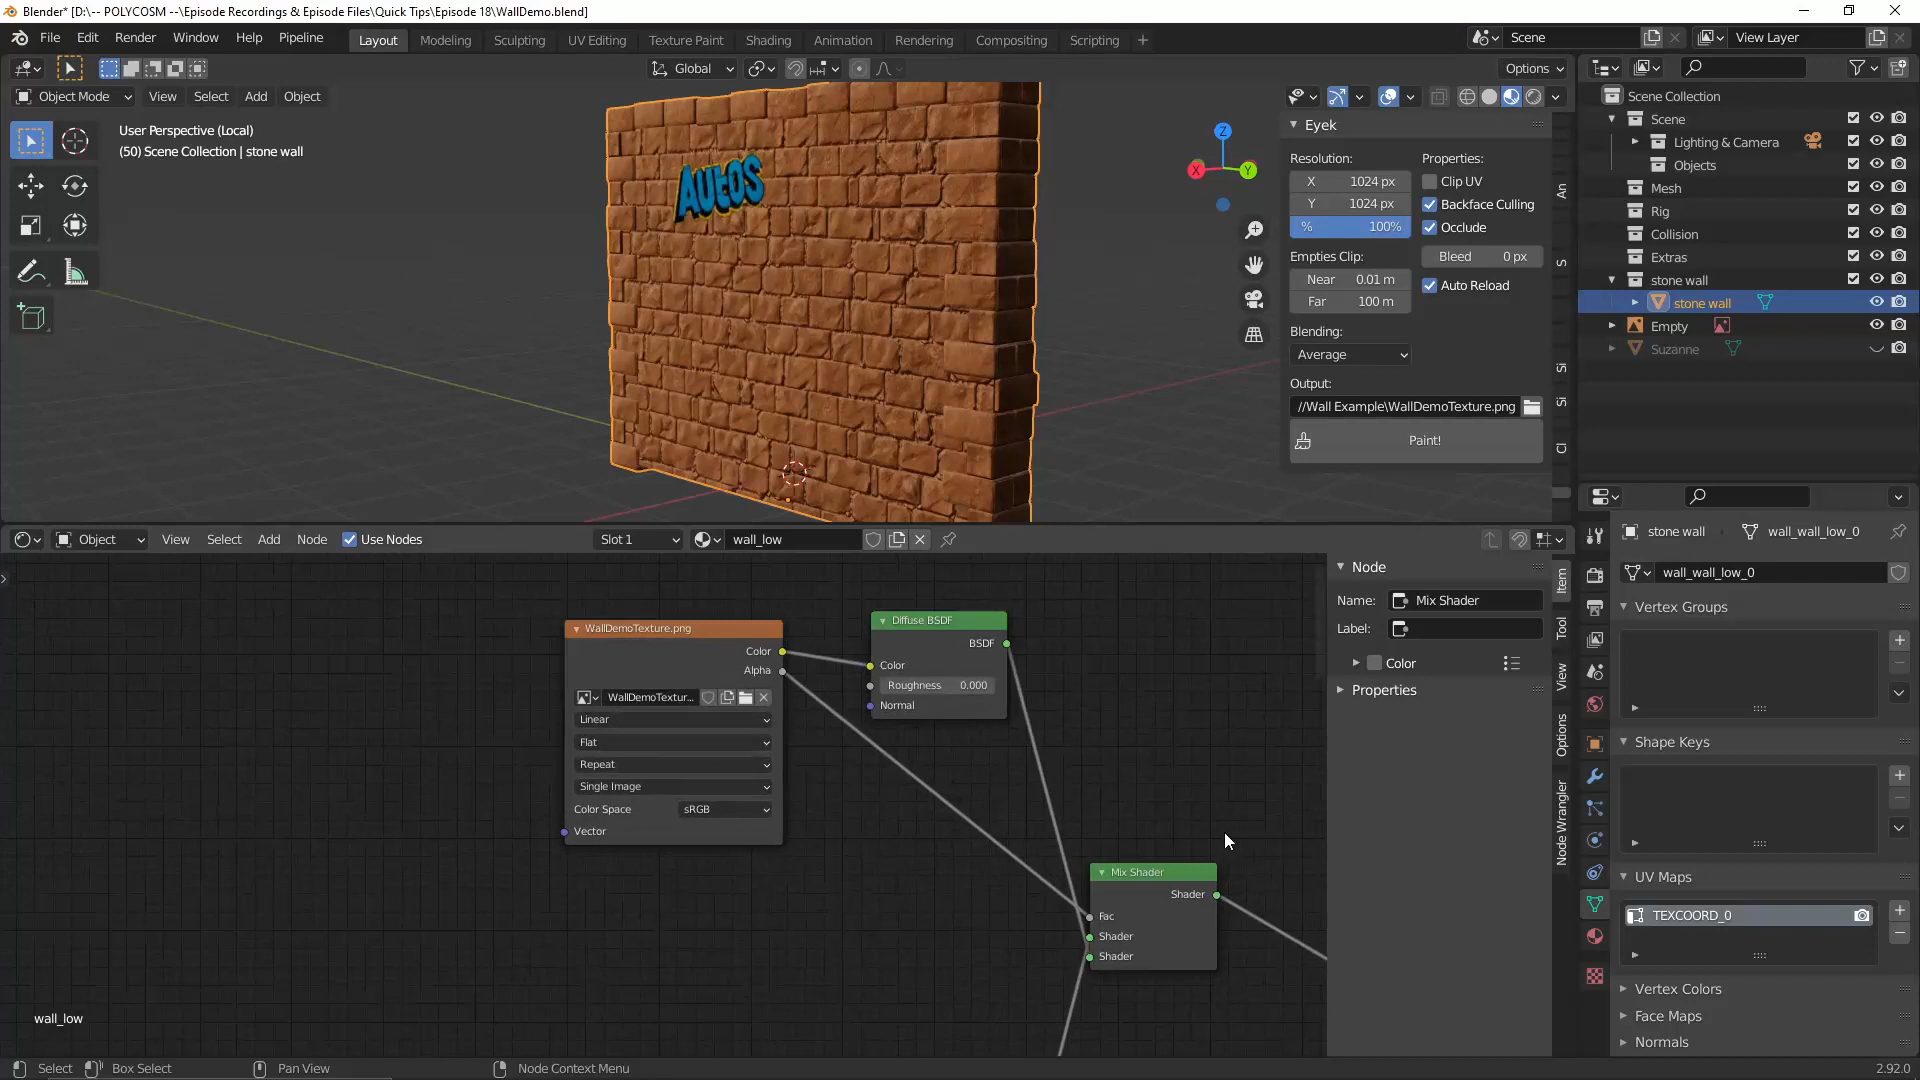 Blender* [D:\-- POLYCOSM --\Episode Recordings & Episode Files\Quick Tips\Episode 18\WallDemo.blend]
File Edit Render Window Help Pipeline Layout Modeling Sculpting UV Editing Texture Paint Shading Animation Rendering Compositing Scripting + Scene View Layer
Global Options
Object Mode View Select Add Object
User Perspective (Local)
(50) Scene Collection | stone wall
AutOS
Z
X
Y
Eyek
Resolution: Properties:
X 1024 px Clip UV
Y 1024 px Backface Culling
% 100% Occlude
Empties Clip: Bleed 0 px
Near 0.01 m Auto Reload
Far 100 m
Blending:
Average
Output:
//Wall Example\WallDemoTexture.png
Paint!
An
S
Si
Si
Cl
Scene Collection
Scene
Lighting & Camera
Objects
Mesh
Rig
Collision
Extras
stone wall
stone wall
Empty
Suzanne
Object View Select Add Node Use Nodes Slot 1 wall_low
WallDemoTexture.png
Color
Alpha
WallDemoTextur...
Linear
Flat
Repeat
Single Image
Color Space sRGB
Vector
Diffuse BSDF
BSDF
Color
Roughness 0.000
Normal
Mix Shader
Shader
Fac
Shader
Shader
wall_low
Node
Name: Mix Shader
Label:
Color
Properties
Item
Tool
View
Options
Node Wrangler
stone wall wall_wall_low_0
wall_wall_low_0
Vertex Groups
Shape Keys
UV Maps
TEXCOORD_0
Vertex Colors
Face Maps
Normals
Select Box Select Pan View Node Context Menu 2.92.0